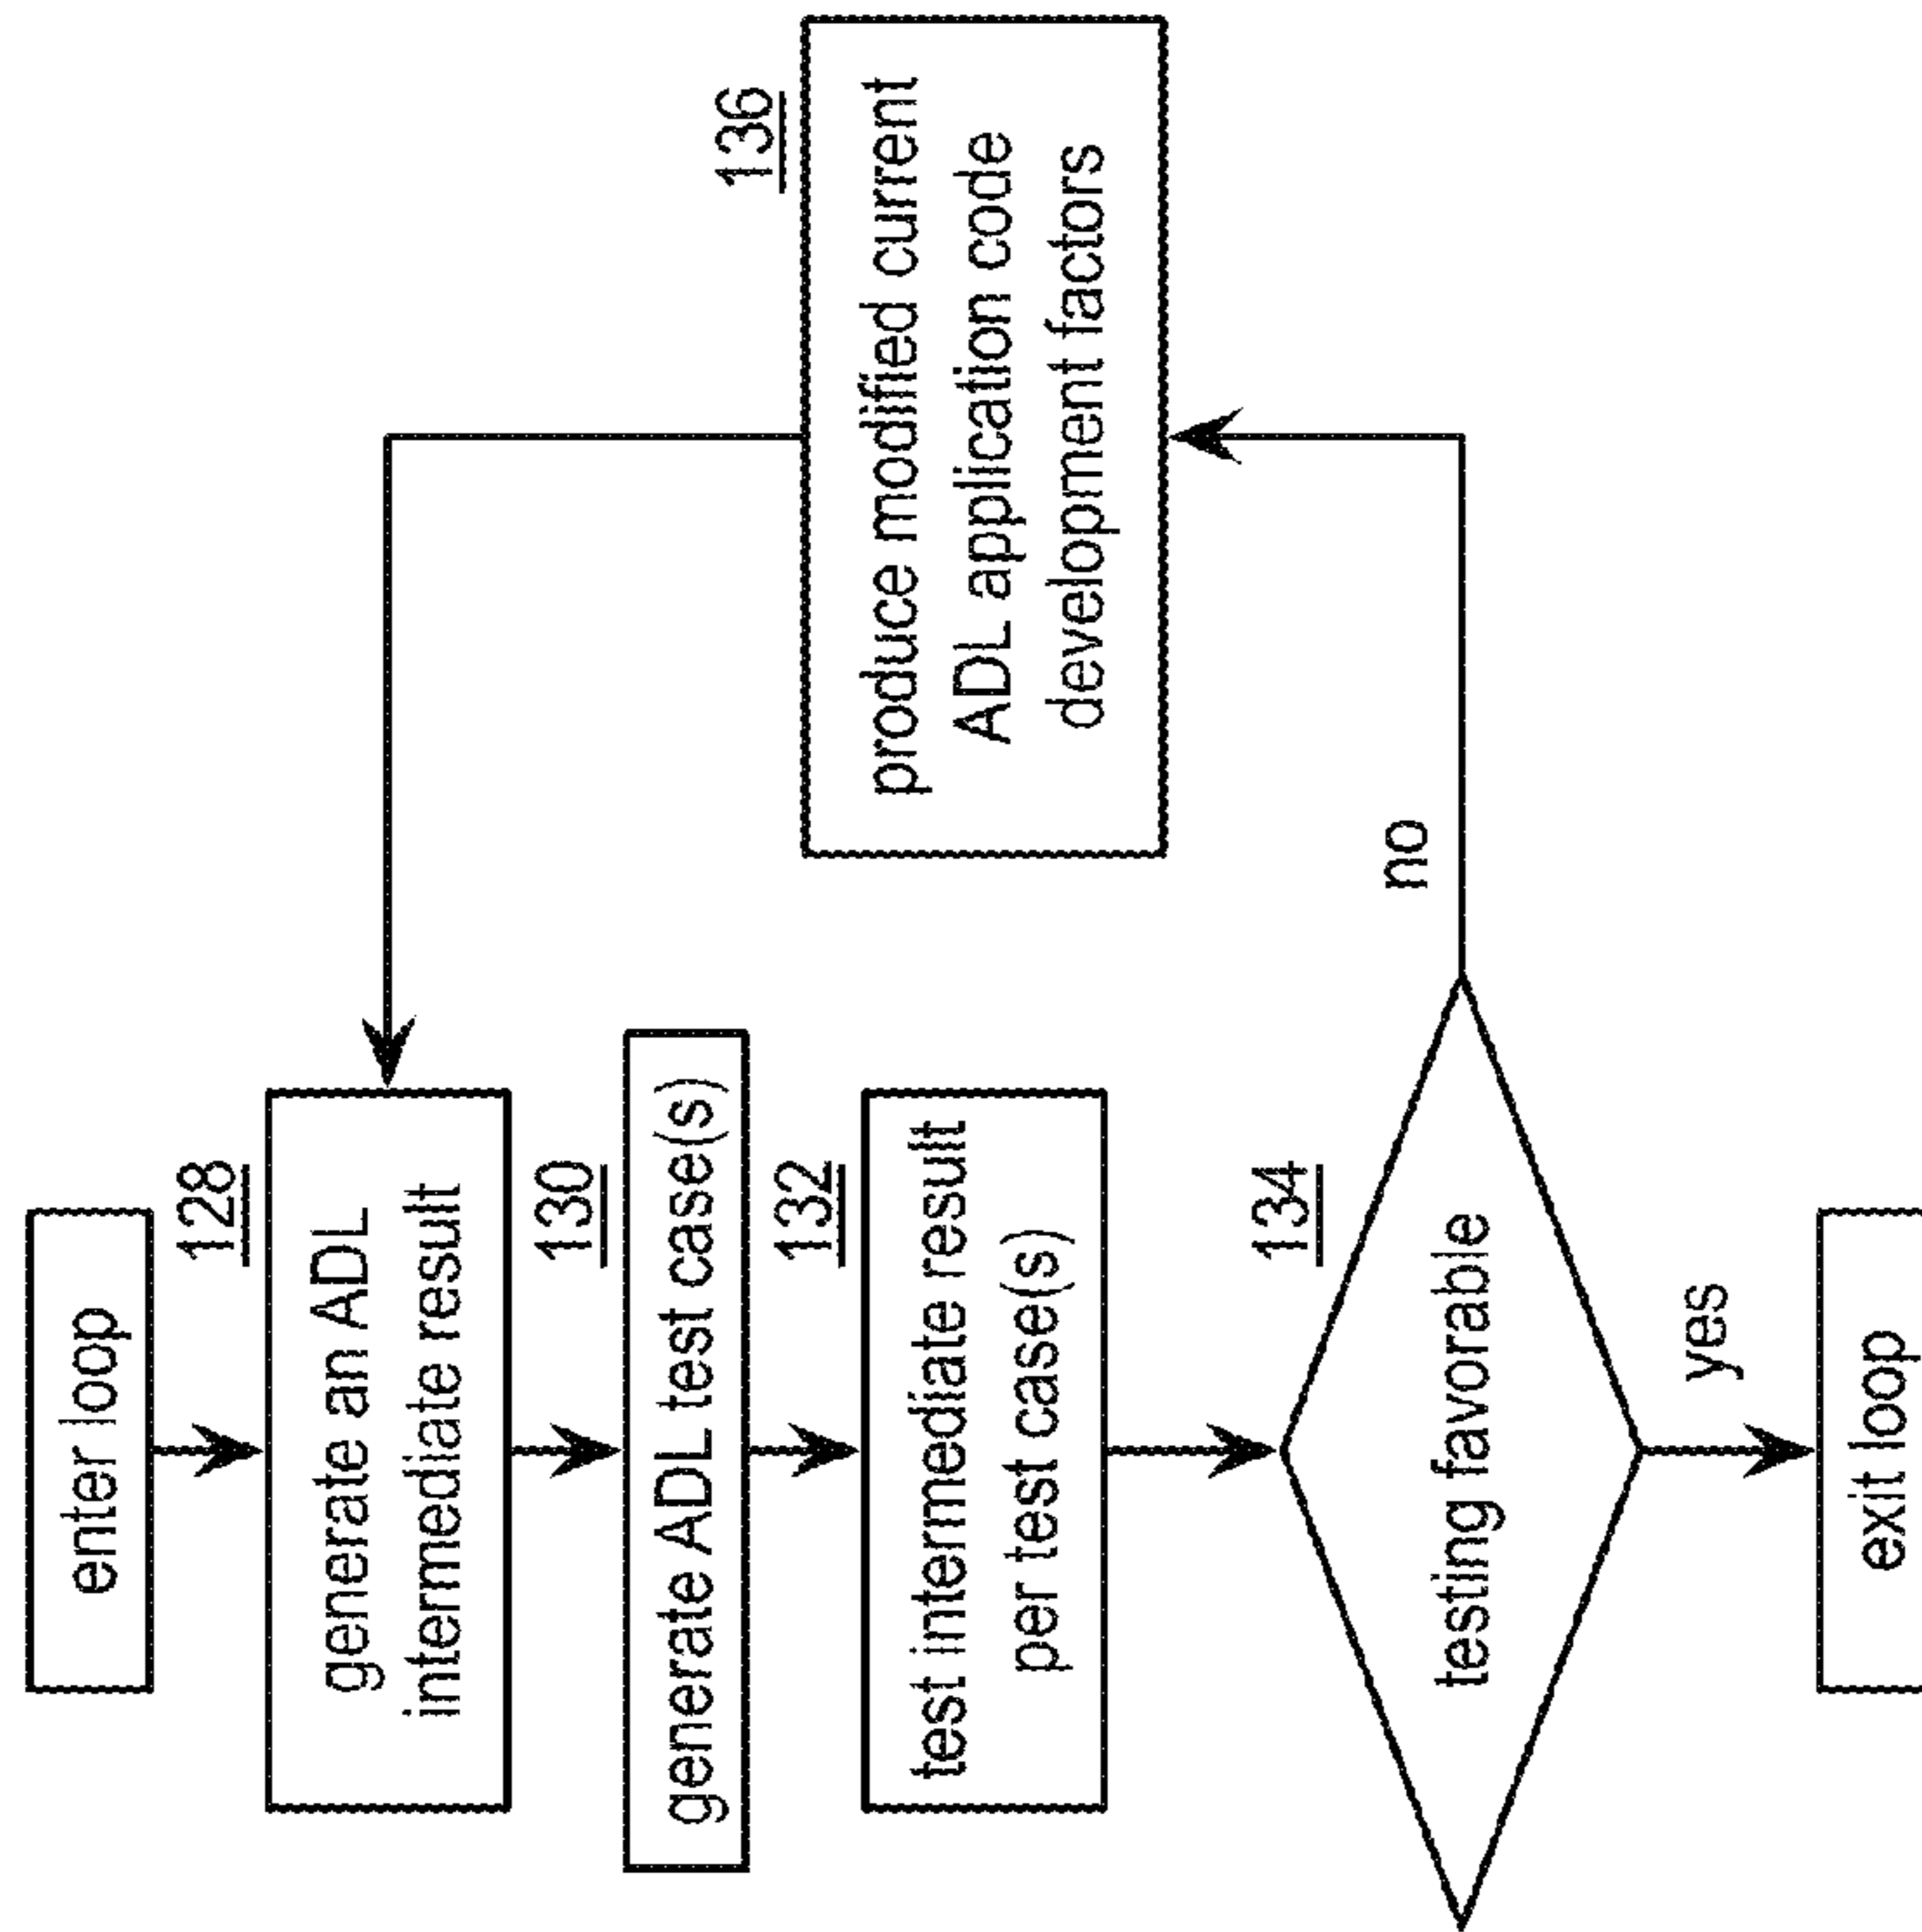 enter loop
128
generate an ADL
intermediate result
130
generate ADL test case(s)
132
test intermediate result
per test case(s)
134
testing favorable
no
yes
exit loop
136
produce modified current
ADL application code
development factors